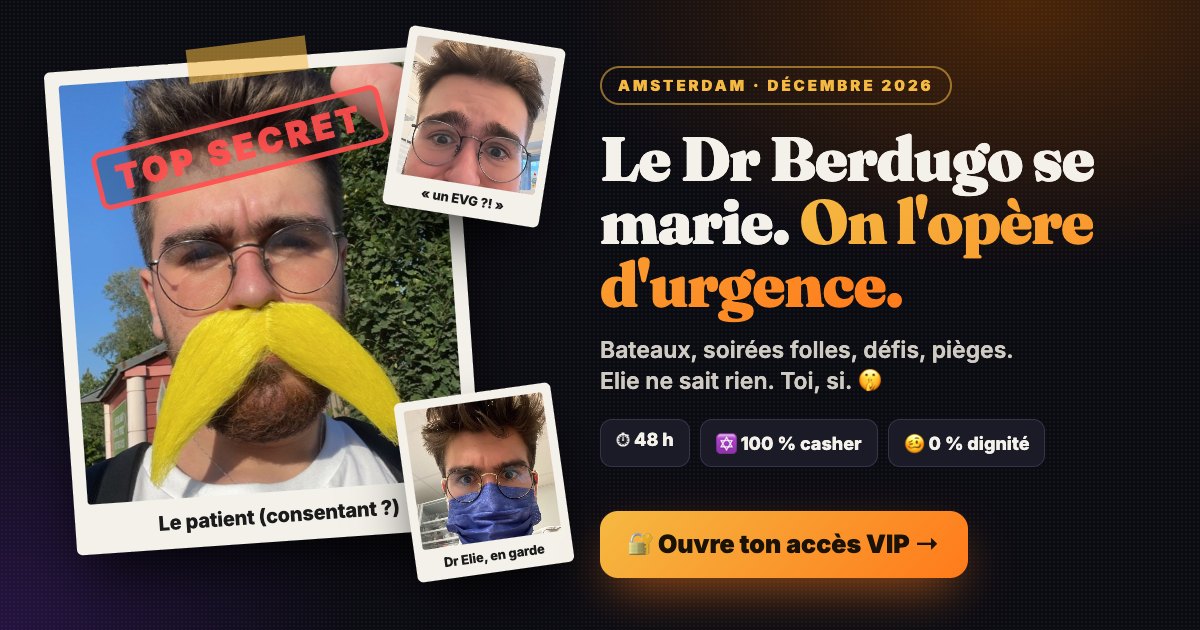 TOP SECRET
« un EVG ?! »
Le patient (consentant ?)
Dr Elie, en garde
AMSTERDAM · DÉCEMBRE 2026
Le Dr Berdugo se
marie. On l'opère
d'urgence.
Bateaux, soirées folles, défis, pièges.
Elie ne sait rien. Toi, si. 🤫
⏱ 48 h
🔯 100 % casher
🤕 0 % dignité
🔐 Ouvre ton accès VIP →